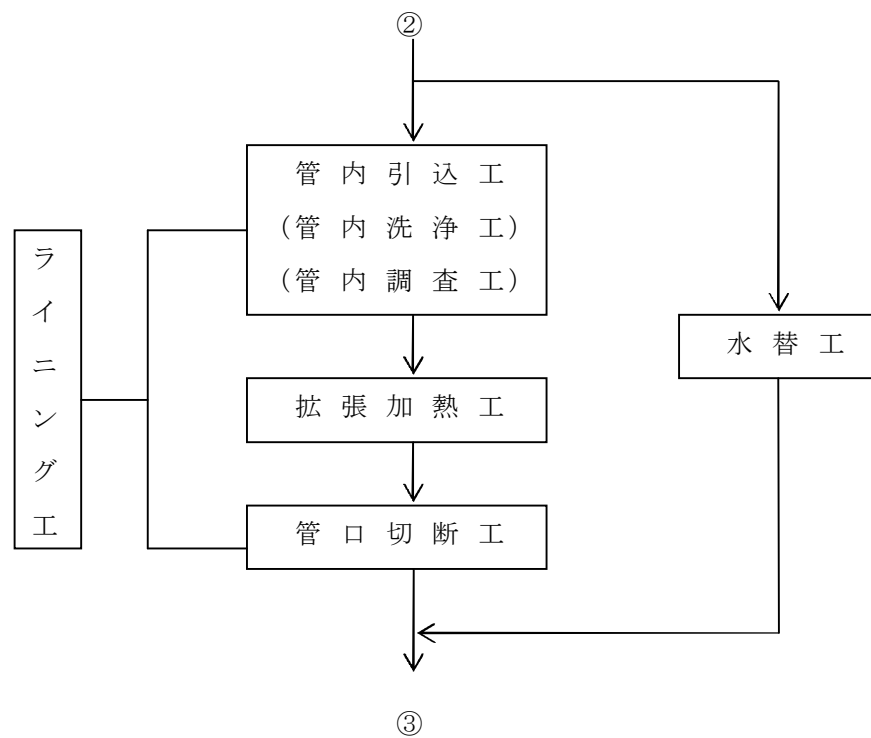 ②
管内引込工
(管内洗浄工)
(管内調査工)
ライニング工
水替工
拡張加熱工
管口切断工
③